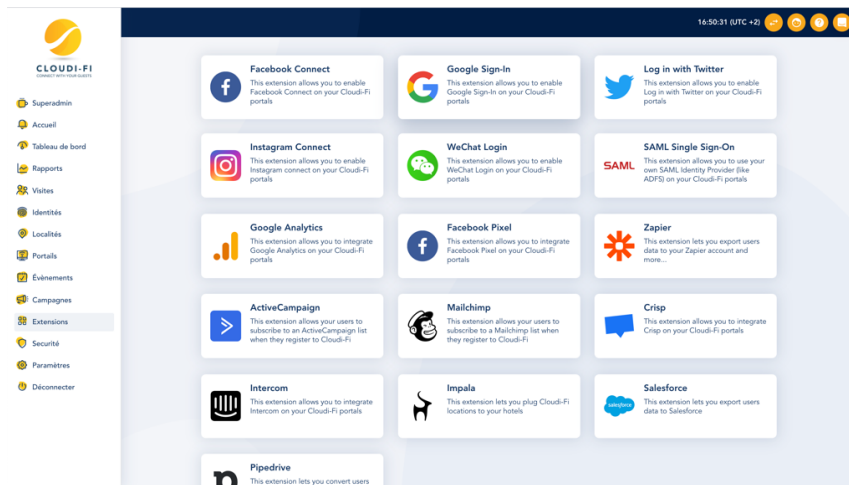 16:50:31 (UTC +2)
CLOUDI-FI
CONNECT WITH YOUR GUESTS
Superadmin
Accueil
Tableau de bord
Rapports
Visites
Identités
Localités
Portails
Évènements
Campagnes
Extensions
Securité
Paramètres
Déconnecter
Facebook Connect
This extension allows you to enable
Facebook Connect on your Cloudi-Fi
portals
Google Sign-In
This extension allows you to enable
Google Sign-In on your Cloudi-Fi
portals
Log in with Twitter
This extension allows you to enable
Log in with Twitter on your Cloudi-Fi
portals
Instagram Connect
This extension allows you to enable
Instagram connect on your Cloudi-Fi
portals
WeChat Login
This extension allows you to enable
WeChat Login on your Cloudi-Fi
portals
SAML
SAML Single Sign-On
This extension allows you to use your
own SAML Identity Provider (like
ADFS) on your Cloudi-Fi portals
Google Analytics
This extension allows you to integrate
Google Analytics on your Cloudi-Fi
portals
Facebook Pixel
This extension allows you to integrate
Facebook Pixel on your Cloudi-Fi
portals
Zapier
This extension lets you export users
data to your Zapier account and
more...
ActiveCampaign
This extension allows your users to
subscribe to an ActiveCampaign list
when they register to Cloudi-Fi
Mailchimp
This extension allows your users to
subscribe to a Mailchimp list when
they register to Cloudi-Fi
Crisp
This extension allows you to integrate
Crisp on your Cloudi-Fi portals
Intercom
This extension allows you to integrate
Intercom on your Cloudi-Fi portals
Impala
This extension lets you plug Cloudi-Fi
locations to your hotels
salesforce
Salesforce
This extension lets you export users
data to Salesforce
Pipedrive
This extension lets you convert users